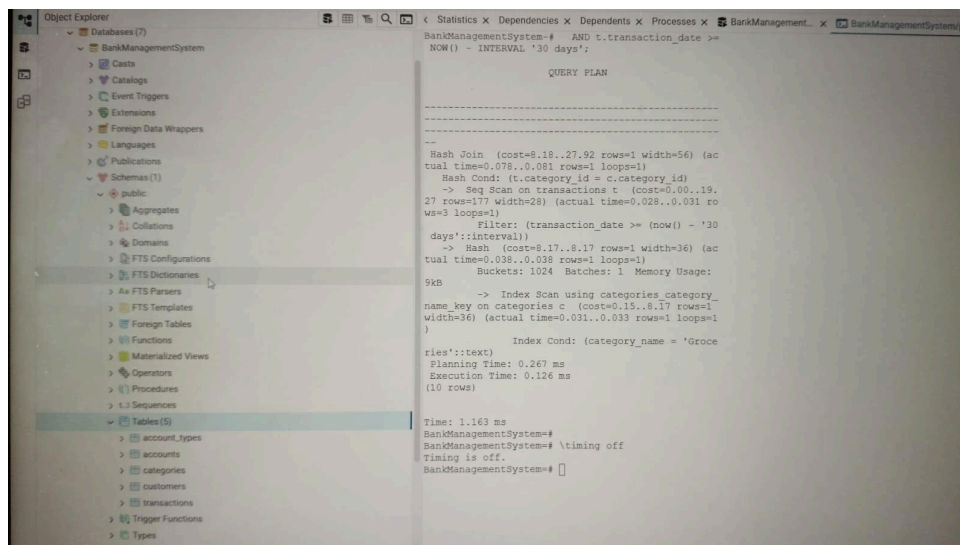 Object Explorer
Databases (7)
BankManagementSystem
Casts
Catalogs
Event Triggers
Extensions
Foreign Data Wrappers
Languages
Publications
Schemas (1)
public
Aggregates
Collations
Domains
FTS Configurations
FTS Dictionaries
FTS Parsers
FTS Templates
Foreign Tables
Functions
Materialized Views
Operators
Procedures
1..3 Sequences
Tables (5)
account_types
accounts
categories
customers
transactions
Trigger Functions
Types
Statistics Dependencies Dependents Processes BankManagement... BankManagementSystem/
BankManagementSystem-#   AND t.transaction_date >=
NOW() - INTERVAL '30 days';
QUERY PLAN
-------------------------------------------------
-------------------------------------------------
-------------------------------------------------
--
Hash Join  (cost=8.18..27.92 rows=1 width=56) (ac
tual time=0.078..0.081 rows=1 loops=1)
Hash Cond: (t.category_id = c.category_id)
->  Seq Scan on transactions t  (cost=0.00..19.
27 rows=177 width=28) (actual time=0.028..0.031 ro
ws=3 loops=1)
Filter: (transaction_date >= (now() - '30
days'::interval))
->  Hash  (cost=8.17..8.17 rows=1 width=36) (ac
tual time=0.038..0.038 rows=1 loops=1)
Buckets: 1024  Batches: 1  Memory Usage:
9kB
->  Index Scan using categories_category_
name_key on categories c  (cost=0.15..8.17 rows=1
width=36) (actual time=0.031..0.033 rows=1 loops=1
)
Index Cond: (category_name = 'Groce
ries'::text)
Planning Time: 0.267 ms
Execution Time: 0.126 ms
(10 rows)
Time: 1.163 ms
BankManagementSystem=#
BankManagementSystem=# \timing off
Timing is off.
BankManagementSystem=#